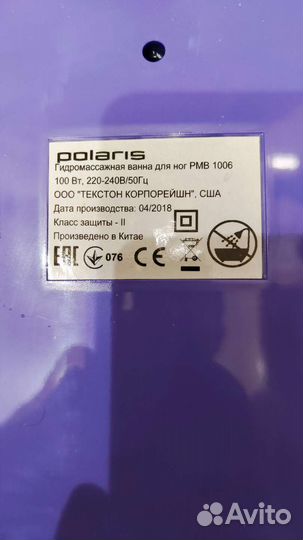 polaris
Гидромассажная ванна для ног PMB 1006
100 Вт, 220-240В/50Гц
ООО "ТЕКСТОН КОРПОРЕЙШН", США
Дата производства: 04/2018
Класс защиты - II
Произведено в Китае
EAC 076 CE
Avito